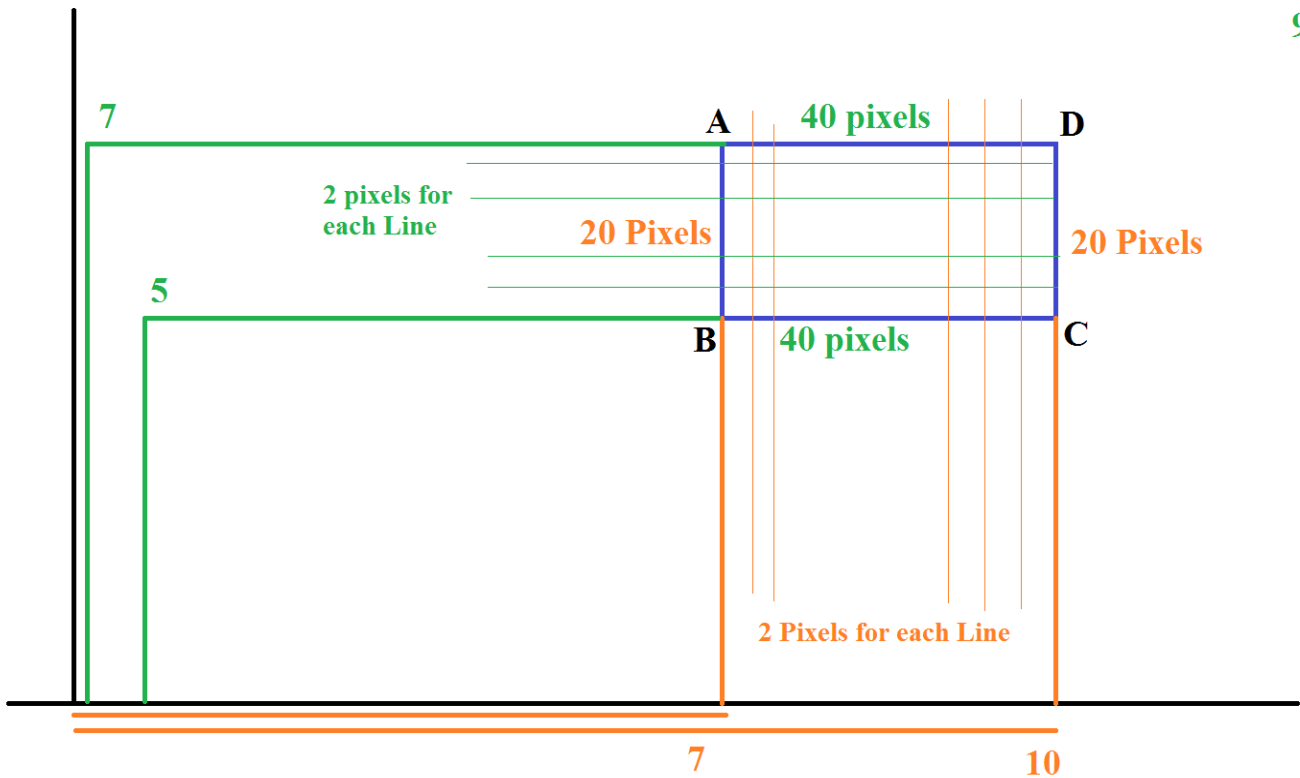 9
7
A
40 pixels
D
2 pixels for
each Line
20 Pixels
20 Pixels
5
B
40 pixels
C
2 Pixels for each Line
7
10